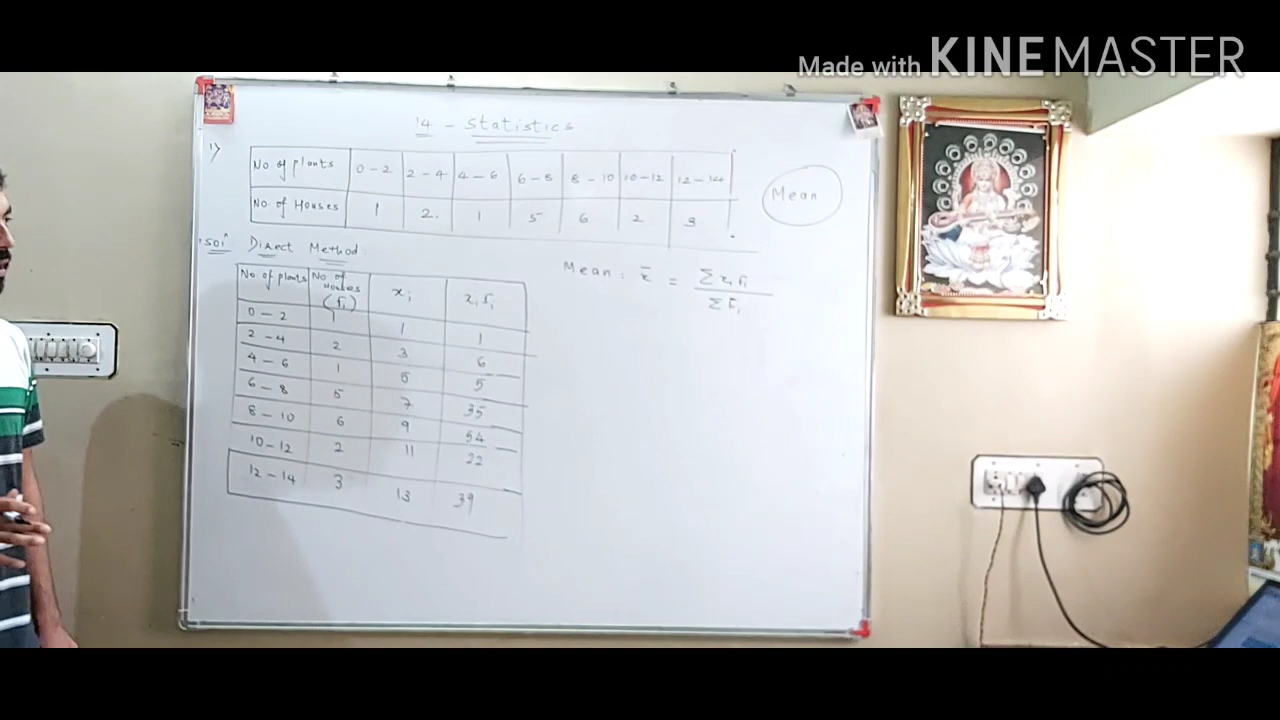 Made with KINEMASTER
14 - Statistics
1)
No of plants 0-2 2-4 4-6 6-8 8-10 10-12 12-14
No. of Houses 1 2. 1 5 6 2 3
Mean
Soln Direct Method:
Mean: x̄ = Σxifi / Σfi
No of plants No. of Houses (fi) xi xifi
0-2 1 1 1
2-4 2 3 6
4-6 1 5 5
6-8 5 7 35
8-10 6 9 54
10-12 2 11 22
12-14 3 13 39